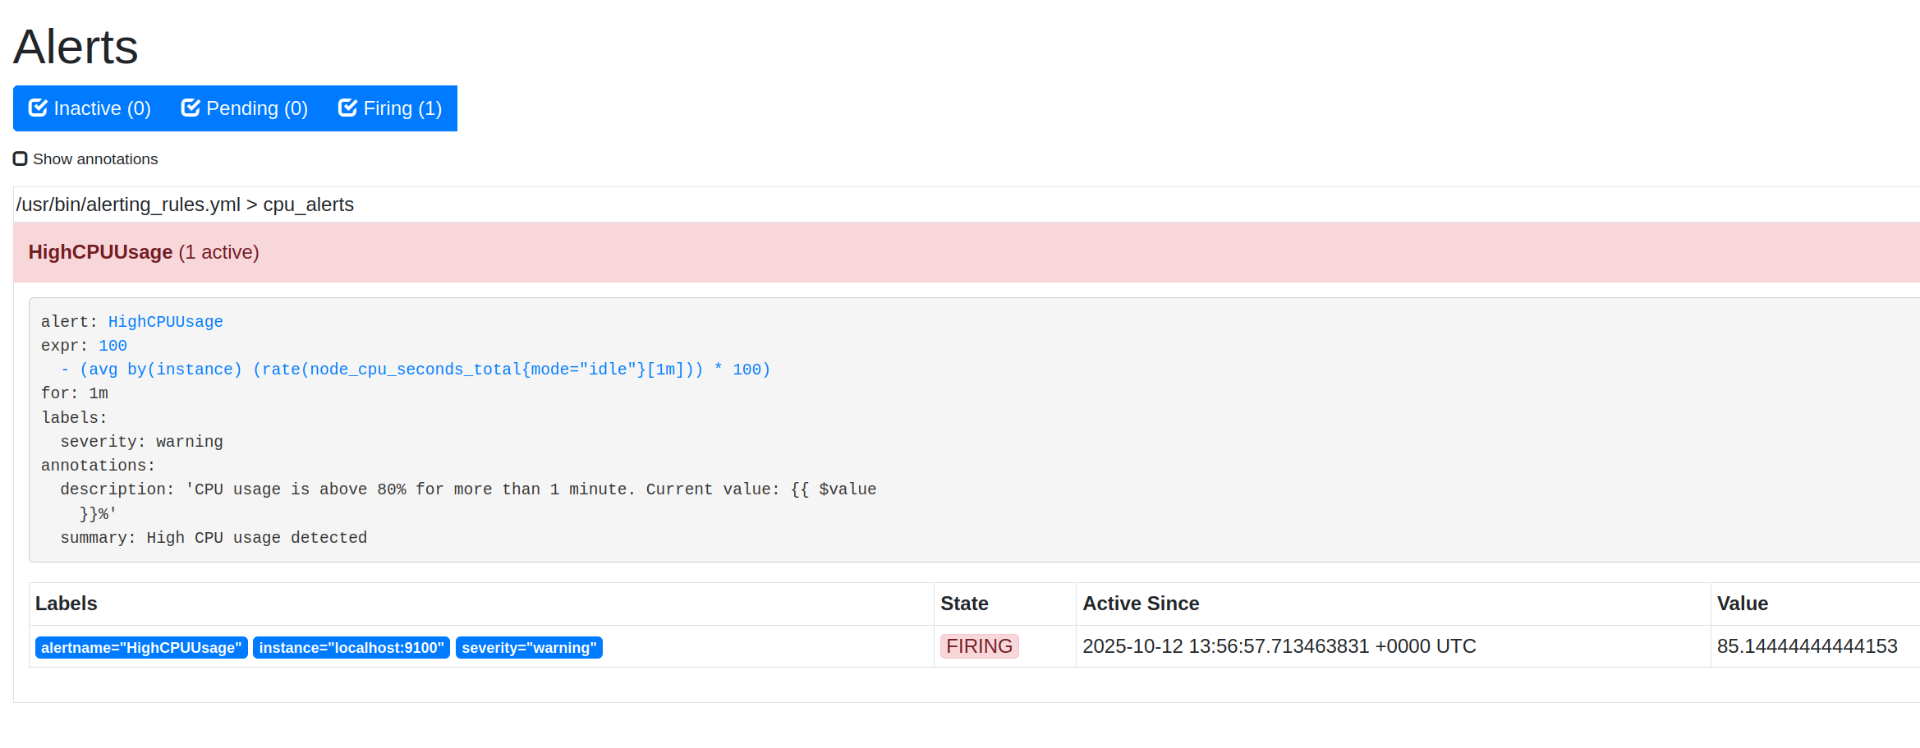 Alerts
Inactive (0) Pending (0) Firing (1)
Show annotations
/usr/bin/alerting_rules.yml > cpu_alerts
HighCPUUsage (1 active)
alert: HighCPUUsage
expr: 100
  - (avg by(instance) (rate(node_cpu_seconds_total{mode="idle"}[1m])) * 100)
for: 1m
labels:
  severity: warning
annotations:
  description: 'CPU usage is above 80% for more than 1 minute. Current value: {{ $value
    }}%'
  summary: High CPU usage detected
Labels State Active Since Value
alertname="HighCPUUsage" instance="localhost:9100" severity="warning" FIRING 2025-10-12 13:56:57.713463831 +0000 UTC 85.14444444444153